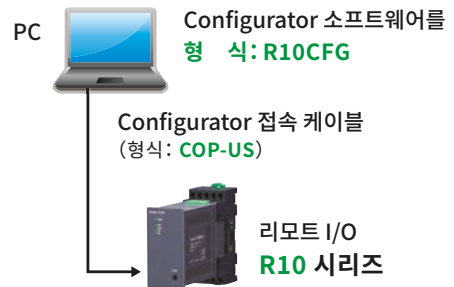 PC
Configurator 소프트웨어를
형 식: R10CFG
Configurator 접속 케이블
(형식: COP-US)
리모트 I/O
R10 시리즈